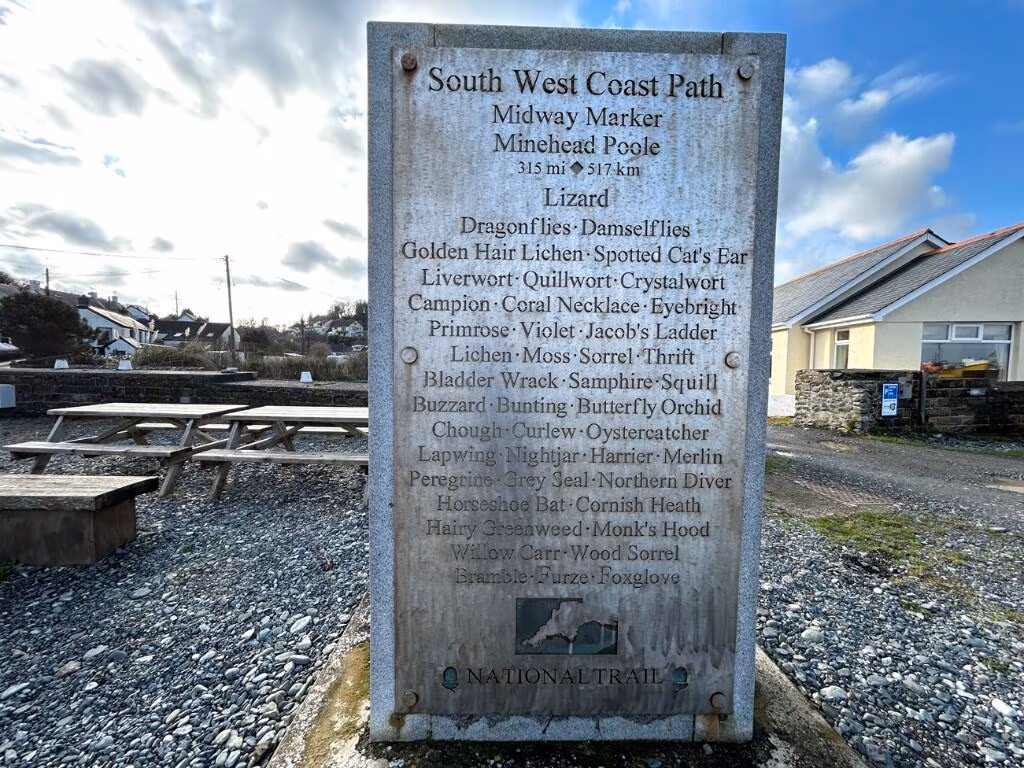 South West Coast Path
Midway Marker
Minehead Poole
315 mi ◆ 517 km
Lizard
Dragonflies · Damselflies
Golden Hair Lichen · Spotted Cat's Ear
Liverwort · Quillwort · Crystalwort
Campion · Coral Necklace · Eyebright
Primrose · Violet · Jacob's Ladder
Lichen · Moss · Sorrel · Thrift
Bladder Wrack · Samphire · Squill
Buzzard · Bunting · Butterfly Orchid
Chough · Curlew · Oystercatcher
Lapwing · Nightjar · Harrier · Merlin
Peregrine · Grey Seal · Northern Diver
Horseshoe Bat · Cornish Heath
Hairy Greenweed · Monk's Hood
Willow Carr · Wood Sorrel
Bramble · Furze · Foxglove
NATIONAL TRAIL